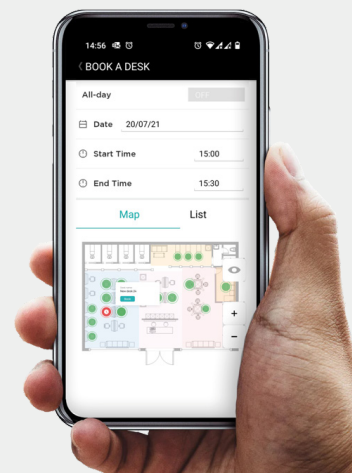 14:56
BOOK A DESK
All-day
OFF
Date 20/07/21
Start Time 15:00
End Time 15:30
Map List
+
−